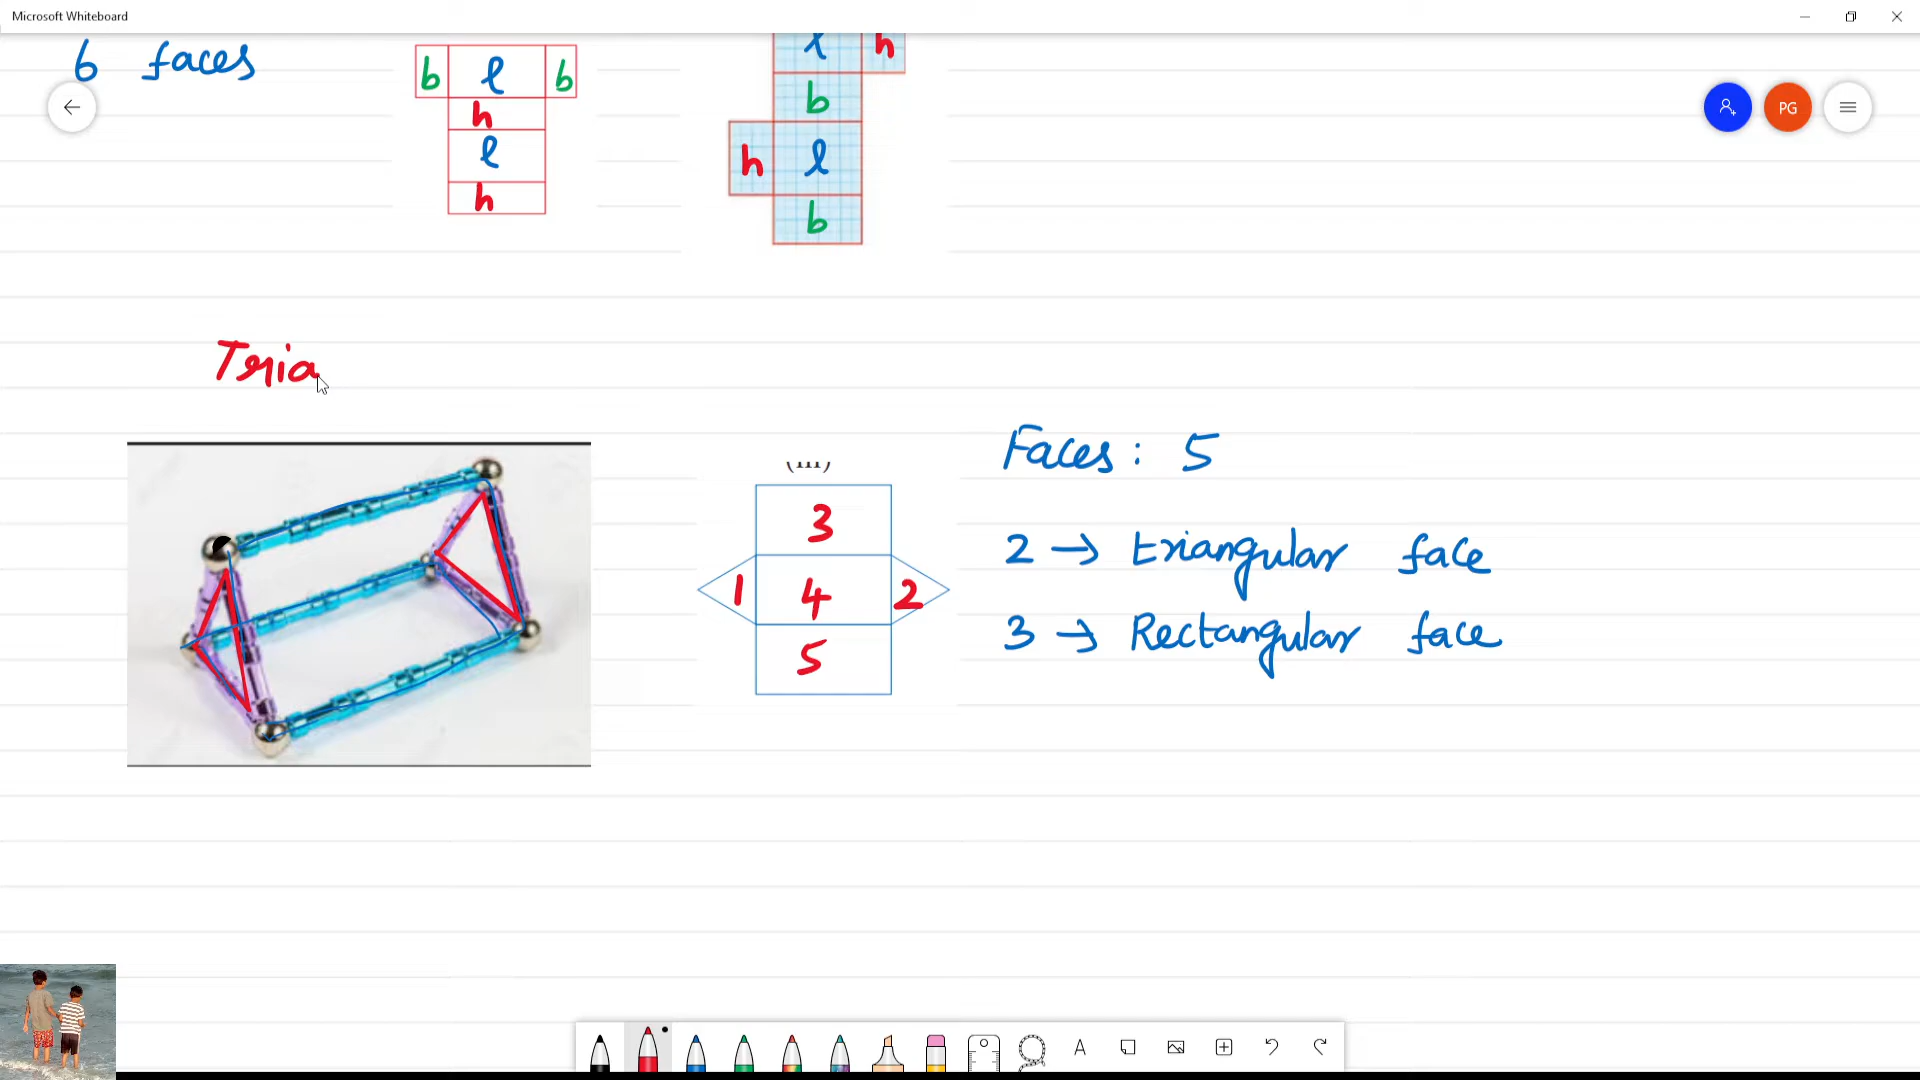 Microsoft Whiteboard
6 faces
b l b
h
l
h
l h
b
h l
b
PG
Tria
(III)
3
1 4 2
5
Faces : 5
2 → triangular face
3 → Rectangular face
A